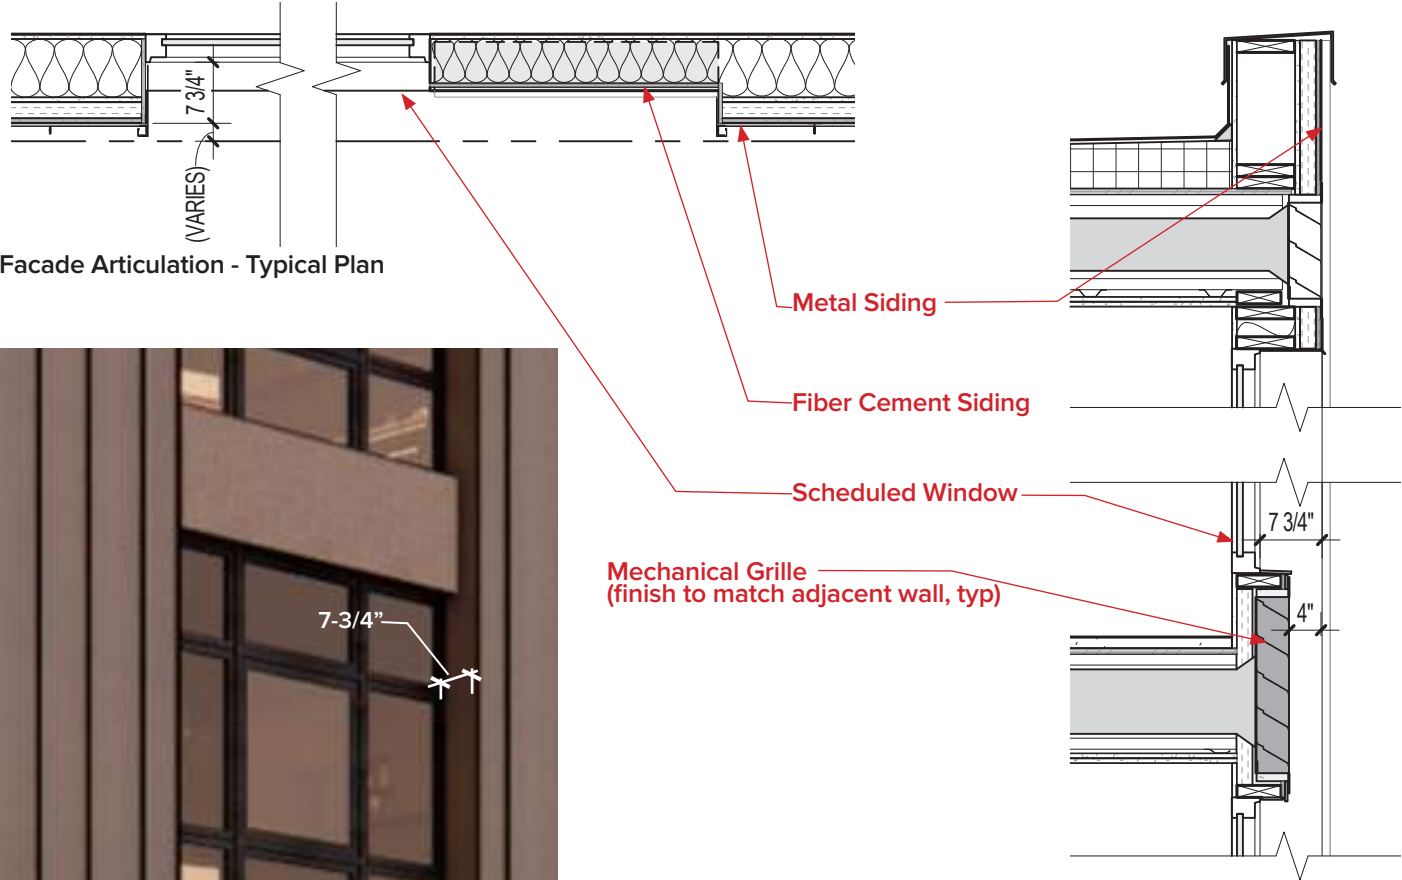 7 3/4"
(VARIES)
Facade Articulation - Typical Plan
Metal Siding
Fiber Cement Siding
Scheduled Window
7 3/4"
Mechanical Grille
(finish to match adjacent wall, typ)
4"
7-3/4”